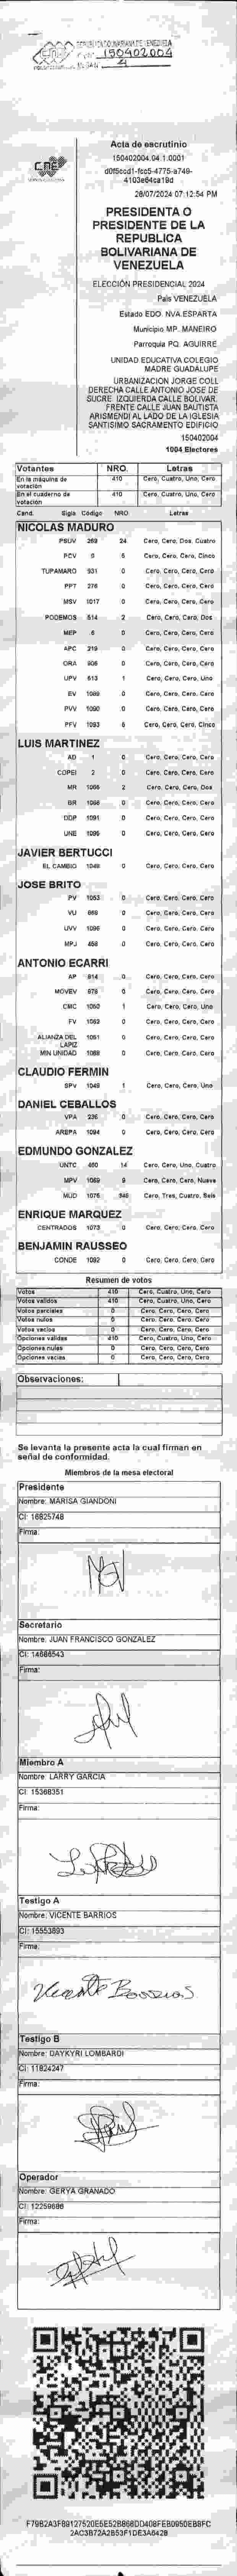 150402004
4
CNE
Acta de escrutinio
150402004.04.1.0001
4103e64ca19d
28/07/2024 07:12:54 PM
PRESIDENTA O
PRESIDENTE DE LA
REPUBLICA
BOLIVARIANA DE
VENEZUELA
ELECCIÓN PRESIDENCIAL 2024
País VENEZUELA
Estado EDO. NVA.ESPARTA
Municipio MP. MANEIRO
Parroquia PQ. AGUIRRE
UNIDAD EDUCATIVA COLEGIO
MADRE GUADALUPE
URBANIZACIÓN JORGE COLL
DERECHA CALLE ANTONIO JOSE DE
SUCRE. IZQUIERDA CALLE BOLIVAR.
FRENTE CALLE JUAN BAUTISTA
ARISMENDI AL LADO DE LA IGLESIA
SANTISIMO SACRAMENTO EDIFICIO
150402004
1004 Electores
Votantes NRO. Letras
En la máquina de votación 410 Cero, Cuatro, Uno, Cero
En el cuaderno de votación 410 Cero, Cuatro, Uno, Cero
Cand. Sigla Código NRO Letras
NICOLAS MADURO
PSUV 269 24 Cero, Cero, Dos, Cuatro
PCV 9 5 Cero, Cero, Cero, Cinco
TUPAMARO 931 0 Cero, Cero, Cero, Cero
PPT 276 0 Cero, Cero, Cero, Cero
MSV 1017 0 Cero, Cero, Cero, Cero
PODEMOS 514 2 Cero, Cero, Cero, Dos
MEP 6 0 Cero, Cero, Cero, Cero
APC 219 0 Cero, Cero, Cero, Cero
ORA 906 0 Cero, Cero, Cero, Cero
UPV 613 1 Cero, Cero, Cero, Uno
EV 1089 0 Cero, Cero, Cero, Cero
PVV 1090 0 Cero, Cero, Cero, Cero
PFV 1093 5 Cero, Cero, Cero, Cinco
LUIS MARTINEZ
AD 1 0 Cero, Cero, Cero, Cero
COPEI 2 0 Cero, Cero, Cero, Cero
MR 1056 2 Cero, Cero, Cero, Dos
BR 1066 0 Cero, Cero, Cero, Cero
DDP 1091 0 Cero, Cero, Cero, Cero
UNE 1095 0 Cero, Cero, Cero, Cero
JAVIER BERTUCCI
EL CAMBIO 1048 0 Cero, Cero, Cero, Cero
JOSE BRITO
PV 1053 0 Cero, Cero, Cero, Cero
VU 869 0 Cero, Cero, Cero, Cero
UVV 1096 0 Cero, Cero, Cero, Cero
MPJ 458 0 Cero, Cero, Cero, Cero
ANTONIO ECARRI
AP 914 0 Cero, Cero, Cero, Cero
MOVEV 978 0 Cero, Cero, Cero, Cero
CMC 1050 1 Cero, Cero, Cero, Uno
FV 1062 0 Cero, Cero, Cero, Cero
ALIANZA DEL LAPIZ 1051 0 Cero, Cero, Cero, Cero
MIN UNIDAD 1088 0 Cero, Cero, Cero, Cero
CLAUDIO FERMIN
SPV 1049 1 Cero, Cero, Cero, Uno
DANIEL CEBALLOS
VPA 236 0 Cero, Cero, Cero, Cero
AREPA 1094 0 Cero, Cero, Cero, Cero
EDMUNDO GONZALEZ
UNTC 460 14 Cero, Cero, Uno, Cuatro
MPV 1069 9 Cero, Cero, Cero, Nueve
MUD 1076 346 Cero, Tres, Cuatro, Seis
ENRIQUE MARQUEZ
CENTRADOS 1073 0 Cero, Cero, Cero, Cero
BENJAMIN RAUSSEO
CONDE 1092 0 Cero, Cero, Cero, Cero
Resumen de votos
Votos 410 Cero, Cuatro, Uno, Cero
Votos válidos 410 Cero, Cuatro, Uno, Cero
Votos parciales 0 Cero, Cero, Cero, Cero
Votos nulos 0 Cero, Cero, Cero, Cero
Votos vacíos 0 Cero, Cero, Cero, Cero
Opciones válidas 410 Cero, Cuatro, Uno, Cero
Opciones nulas 0 Cero, Cero, Cero, Cero
Opciones vacías 0 Cero, Cero, Cero, Cero
Observaciones:
Se levanta la presente acta la cual firman en
señal de conformidad.
Miembros de la mesa electoral
Presidente
Nombre: MARISA GIANDONI
CI: 16825748
Firma:
Secretario
Nombre: JUAN FRANCISCO GONZALEZ
CI: 14686543
Firma:
Miembro A
Nombre: LARRY GARCIA
CI: 15368351
Firma:
Testigo A
Nombre: VICENTE BARRIOS
CI: 15553893
Firma:
Vicente Barrios
Testigo B
Nombre: DAYKYRI LOMBARDI
CI: 11824247
Firma:
Operador
Nombre: GERYA GRANADO
CI: 12259686
Firma: